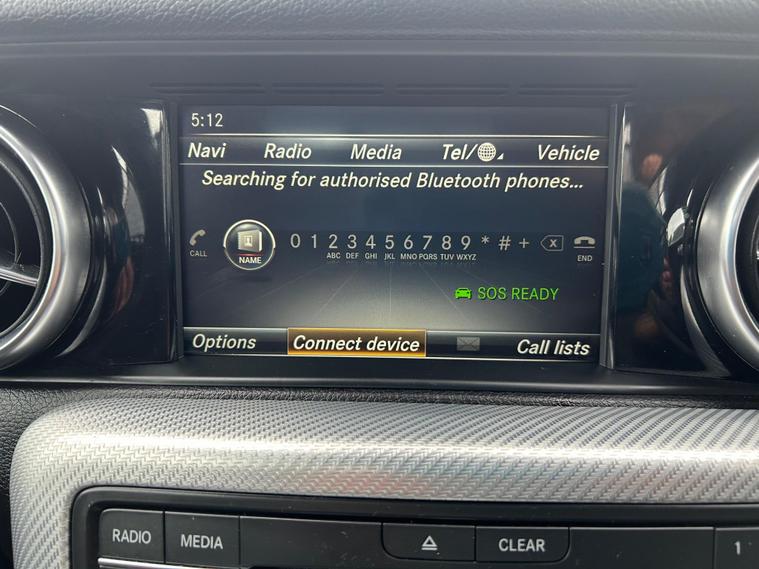 5:12
Navi Radio Media Tel/ Vehicle
Searching for authorised Bluetooth phones...
CALL NAME 0 1 2 3 4 5 6 7 8 9 * # + X END
ABC DEF GHI JKL MNO PQRS TUV WXYZ
SOS READY
Options Connect device Call lists
RADIO MEDIA CLEAR 1